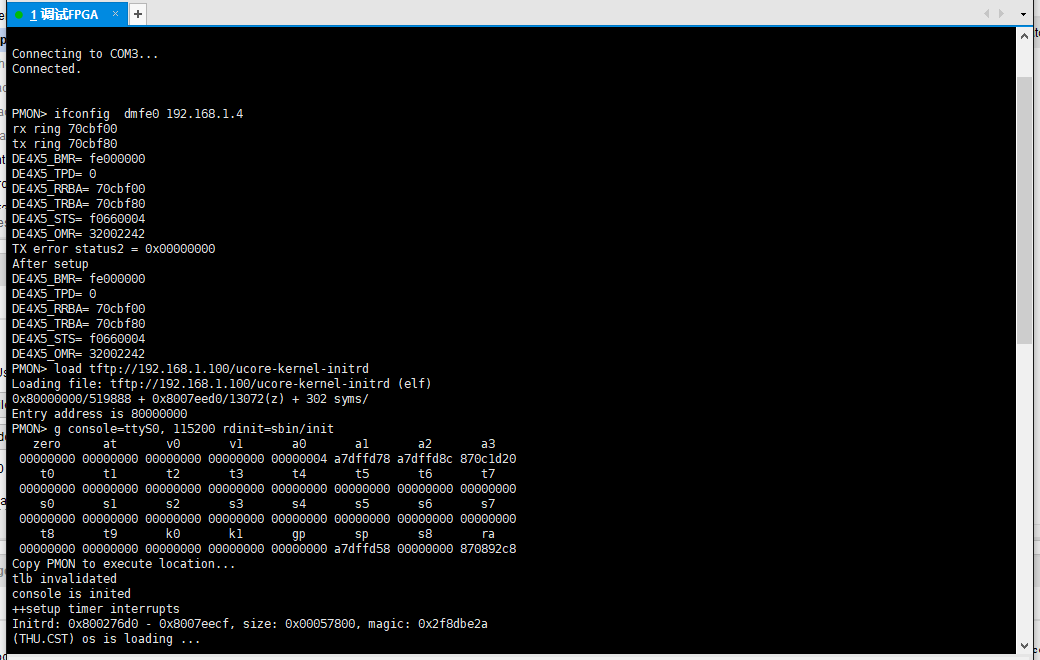 1 调试FPGA × +
Connecting to COM3...
Connected.
PMON> ifconfig  dmfe0 192.168.1.4
rx ring 70cbf00
tx ring 70cbf80
DE4X5_BMR= fe000000
DE4X5_TPD= 0
DE4X5_RRBA= 70cbf00
DE4X5_TRBA= 70cbf80
DE4X5_STS= f0660004
DE4X5_OMR= 32002242
TX error status2 = 0x00000000
After setup
DE4X5_BMR= fe000000
DE4X5_TPD= 0
DE4X5_RRBA= 70cbf00
DE4X5_TRBA= 70cbf80
DE4X5_STS= f0660004
DE4X5_OMR= 32002242
PMON> load tftp://192.168.1.100/ucore-kernel-initrd
Loading file: tftp://192.168.1.100/ucore-kernel-initrd (elf)
0x80000000/519888 + 0x8007eed0/13072(z) + 302 syms/
Entry address is 80000000
PMON> g console=ttyS0, 115200 rdinit=sbin/init
zero at v0 v1 a0 a1 a2 a3
00000000 00000000 00000000 00000000 00000004 a7dffd78 a7dffd8c 870c1d20
t0 t1 t2 t3 t4 t5 t6 t7
00000000 00000000 00000000 00000000 00000000 00000000 00000000 00000000
s0 s1 s2 s3 s4 s5 s6 s7
00000000 00000000 00000000 00000000 00000000 00000000 00000000 00000000
t8 t9 k0 k1 gp sp s8 ra
00000000 00000000 00000000 00000000 00000000 a7dffd58 00000000 870892c8
Copy PMON to execute location...
tlb invalidated
console is inited
++setup timer interrupts
Initrd: 0x800276d0 - 0x8007eecf, size: 0x00057800, magic: 0x2f8dbe2a
(THU.CST) os is loading ...